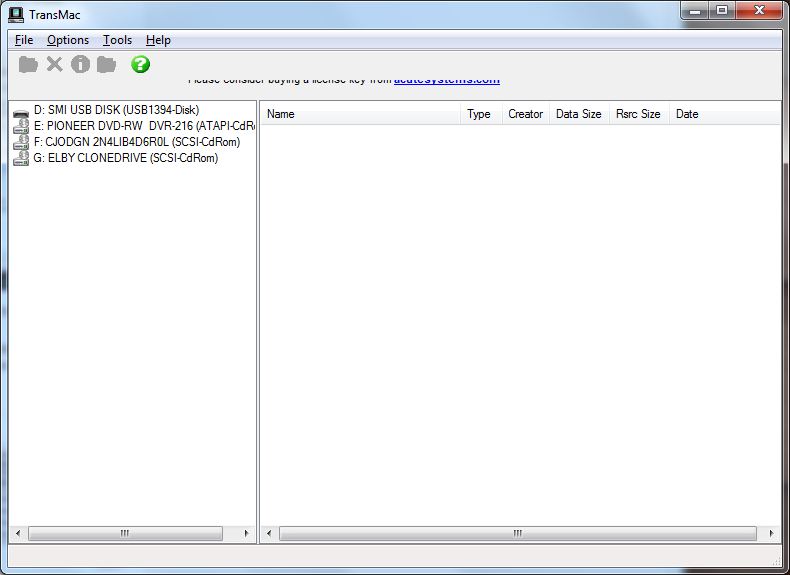 TransMac
File Options Tools Help
Please consider buying a license key from acutesystems.com
D: SMI USB DISK (USB1394-Disk)
E: PIONEER DVD-RW DVR-216 (ATAPI-CdR
F: CJODGN 2N4LIB4D6R0L (SCSI-CdRom)
G: ELBY CLONEDRIVE (SCSI-CdRom)
Name Type Creator Data Size Rsrc Size Date